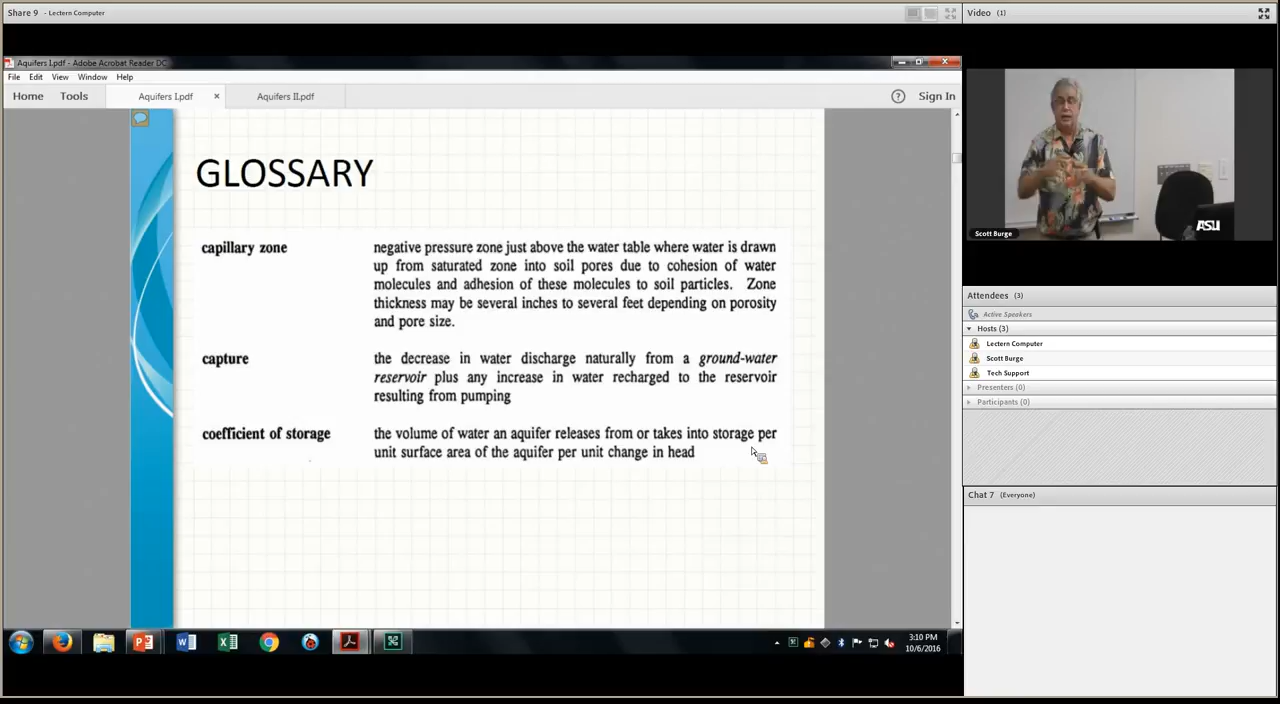 Share 9 - Lectern Computer
Video (1)
Aquifers I.pdf - Adobe Acrobat Reader DC
File Edit View Window Help
Home Tools Aquifers I.pdf × Aquifers II.pdf ? Sign In
GLOSSARY
capillary zone negative pressure zone just above the water table where water is drawn
up from saturated zone into soil pores due to cohesion of water
molecules and adhesion of these molecules to soil particles. Zone
thickness may be several inches to several feet depending on porosity
and pore size.
capture the decrease in water discharge naturally from a ground-water
reservoir plus any increase in water recharged to the reservoir
resulting from pumping
coefficient of storage the volume of water an aquifer releases from or takes into storage per
unit surface area of the aquifer per unit change in head
3:10 PM
10/6/2016
ASU
Scott Burge
Attendees (3)
Active Speakers
Hosts (3)
Lectern Computer
Scott Burge
Tech Support
Presenters (0)
Participants (0)
Chat 7 (Everyone)